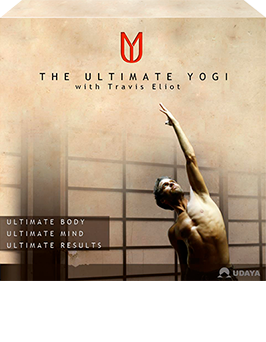 THE ULTIMATE YOGI
with Travis Eliot
ULTIMATE BODY
ULTIMATE MIND
ULTIMATE RESULTS
UDAYA